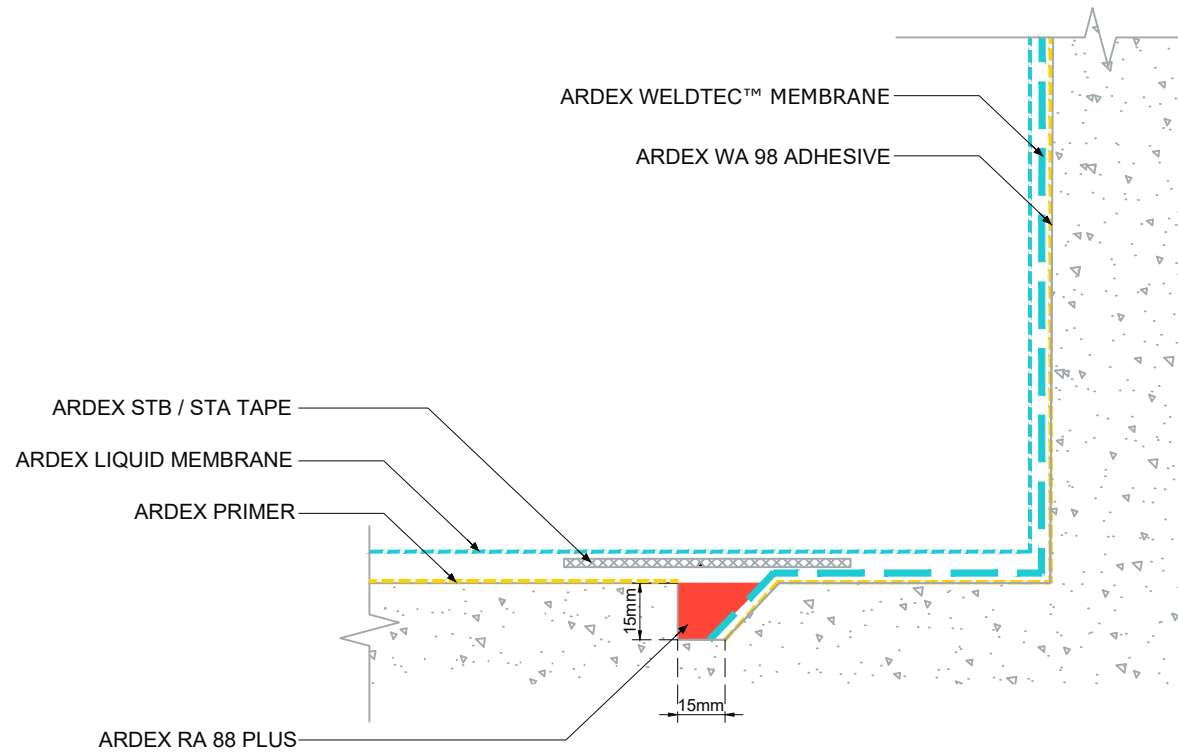 ARDEX WELDTEC™ MEMBRANE
ARDEX WA 98 ADHESIVE
ARDEX STB / STA TAPE
ARDEX LIQUID MEMBRANE
ARDEX PRIMER
15mm
15mm
ARDEX RA 88 PLUS